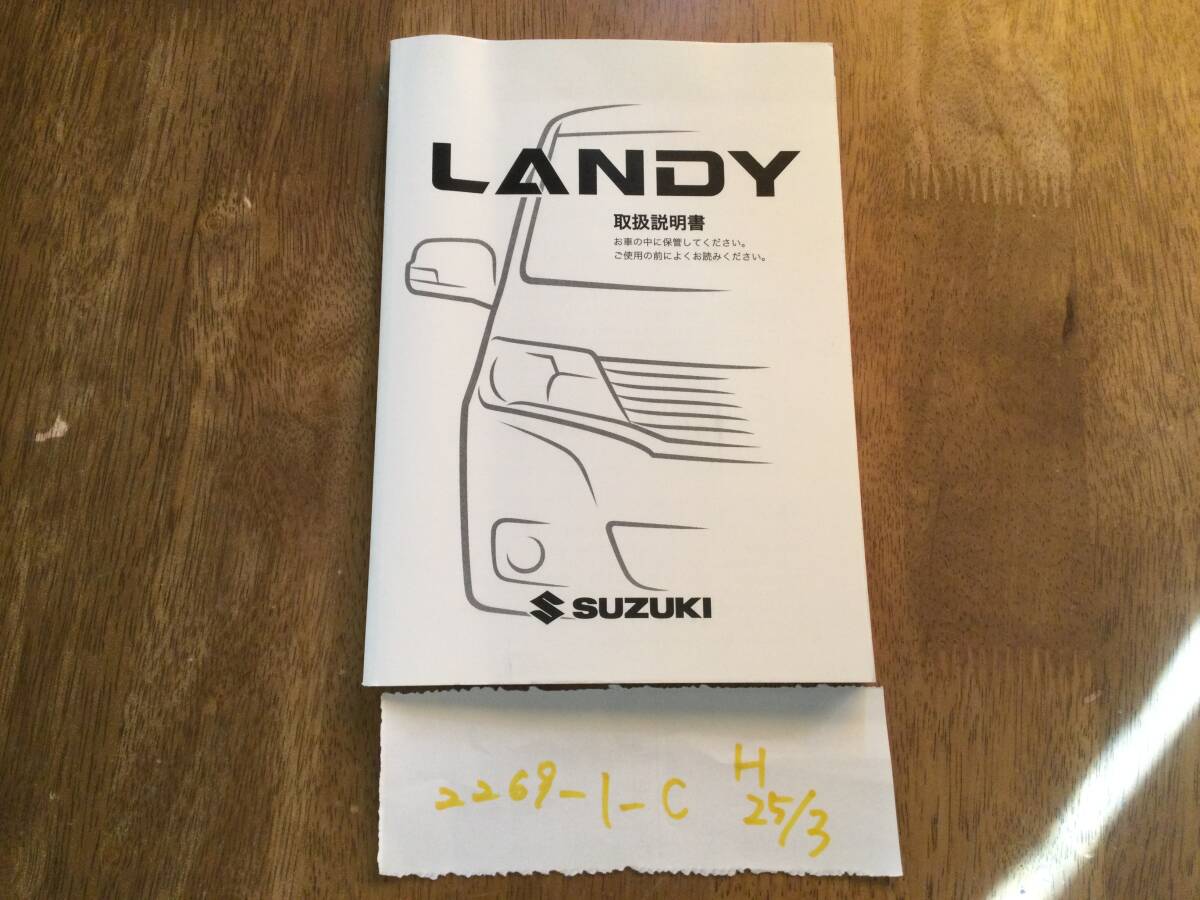 LANDY
取扱説明書
お車の中に保管してください。
ご使用の前によくお読みください。
SUZUKI
2269-1-C
H
25/3